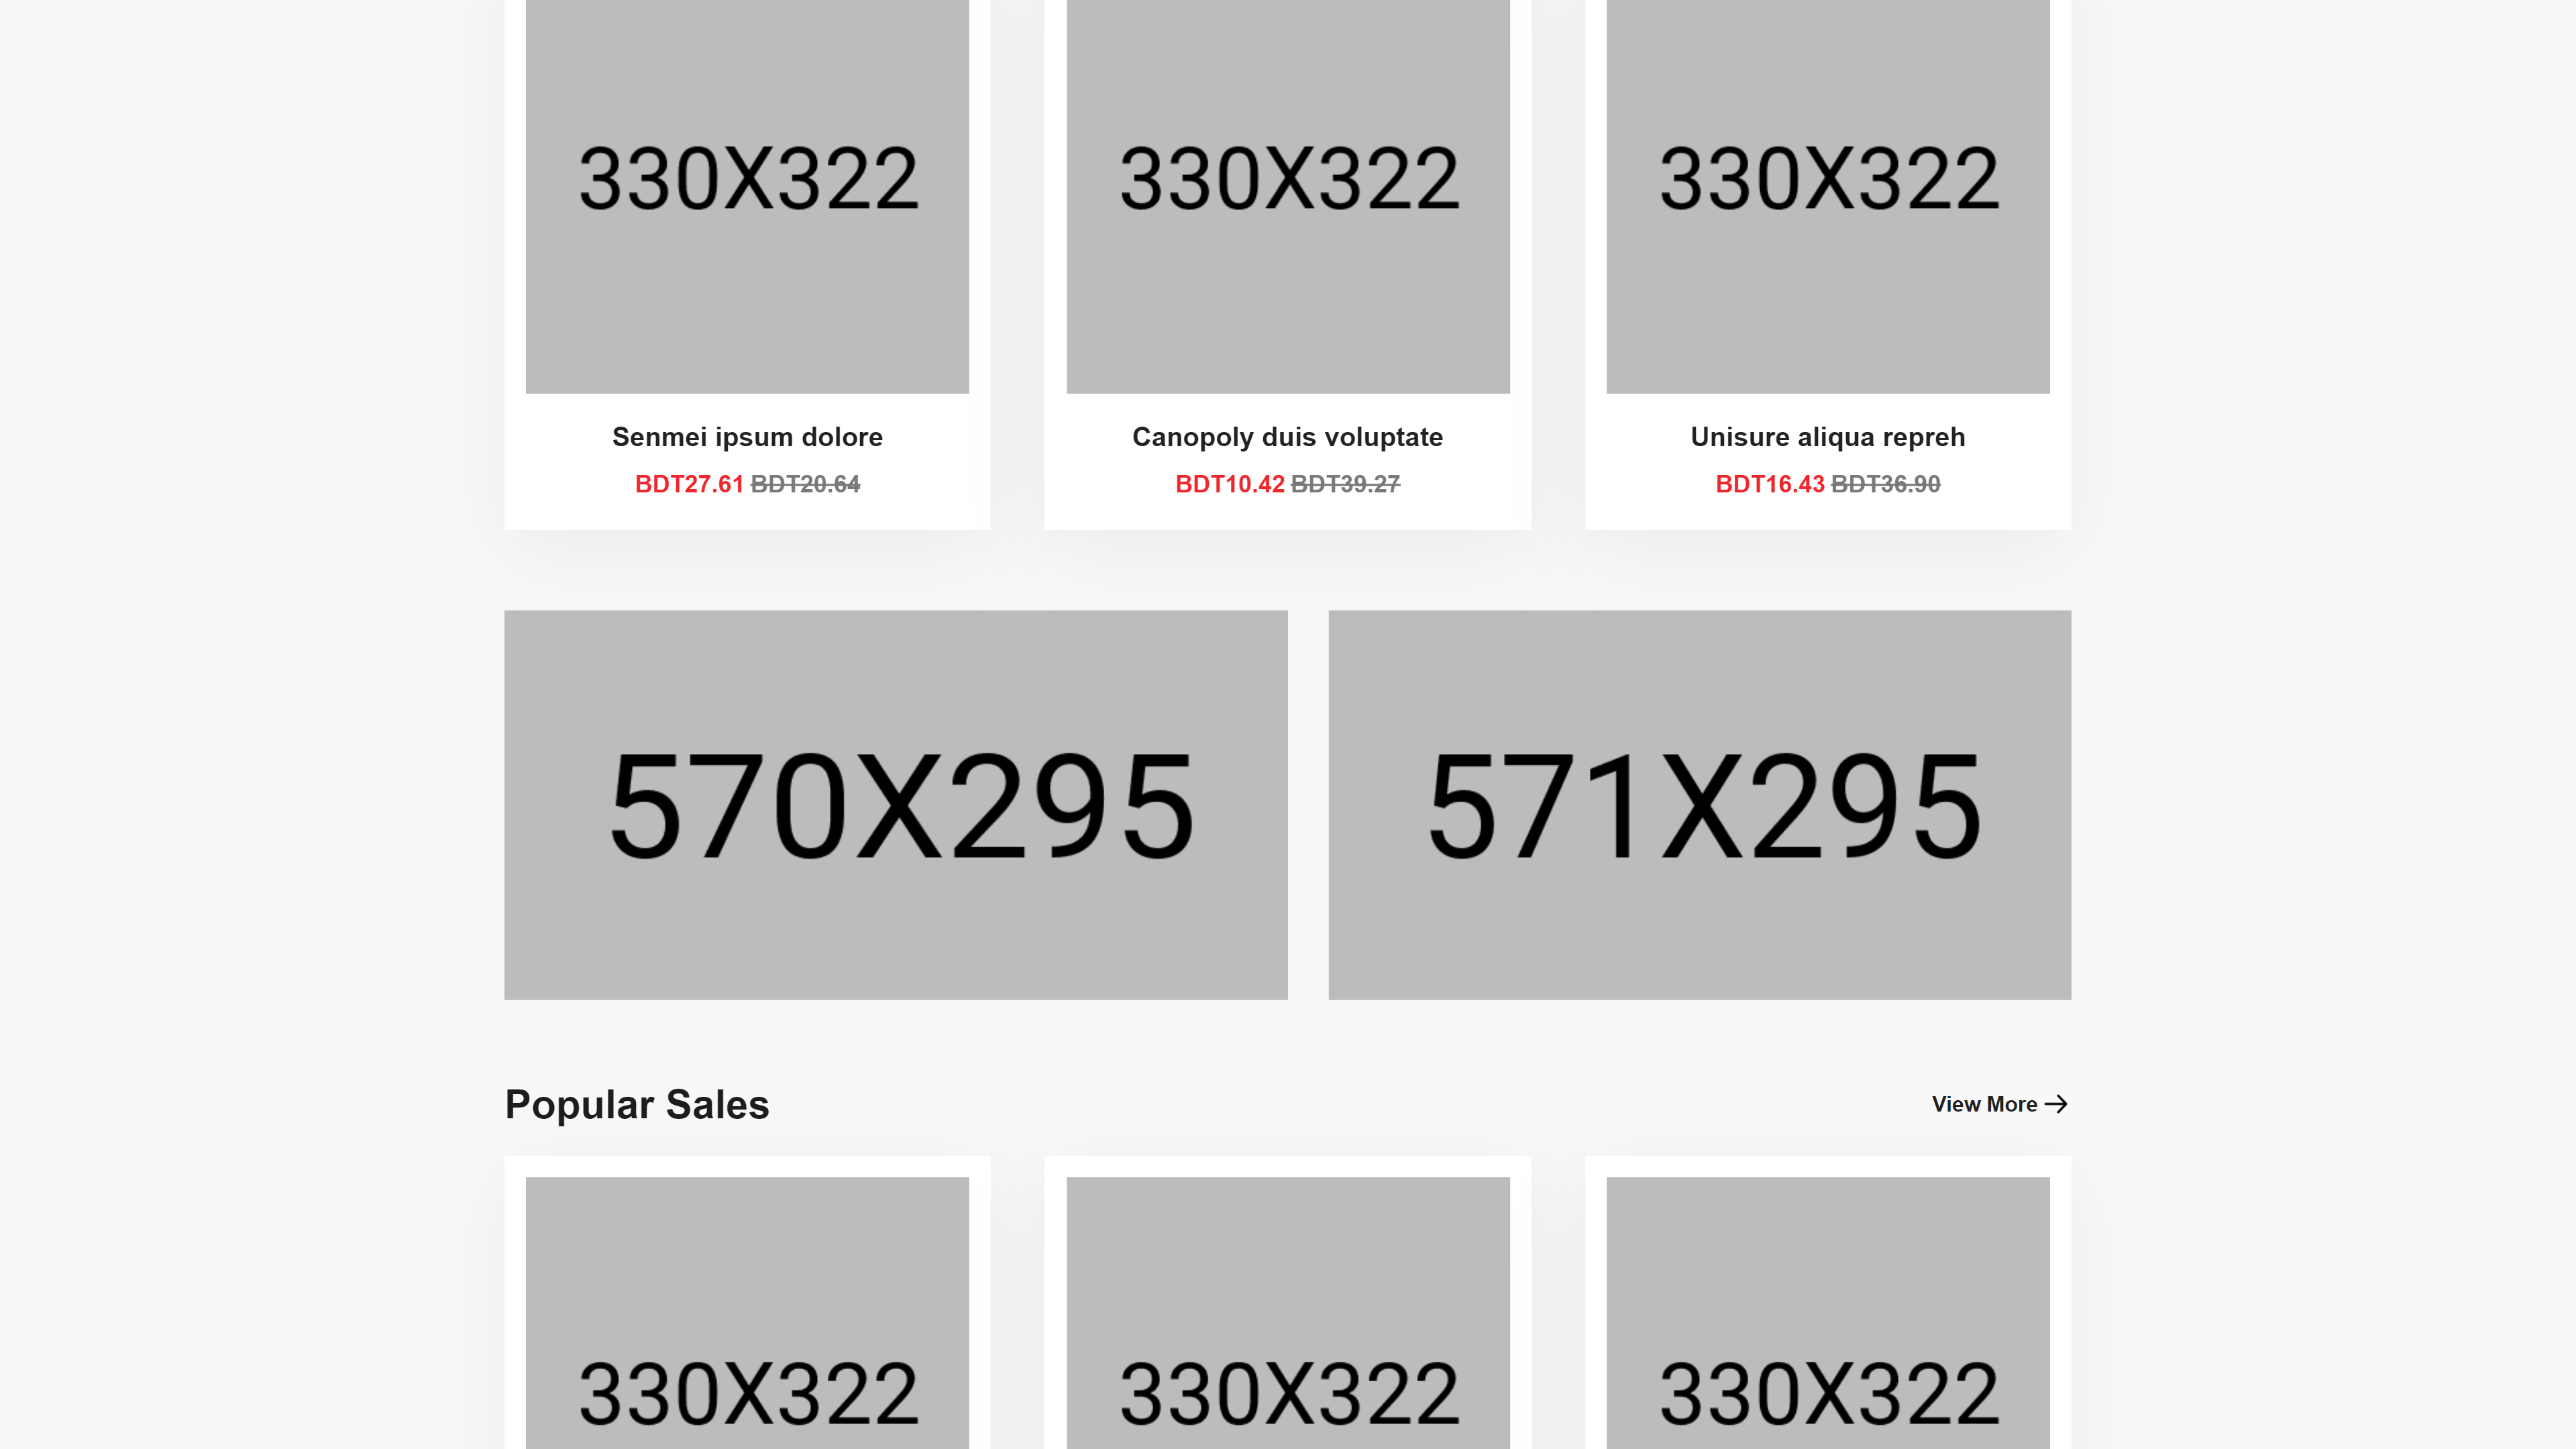 330X322 330X322 330X322
Senmei ipsum dolore
BDT27.61 BDT20.64
Canopoly duis voluptate
BDT10.42 BDT39.27
Unisure aliqua repreh
BDT16.43 BDT36.90
570X295 571X295
Popular Sales
View More
330X322 330X322 330X322